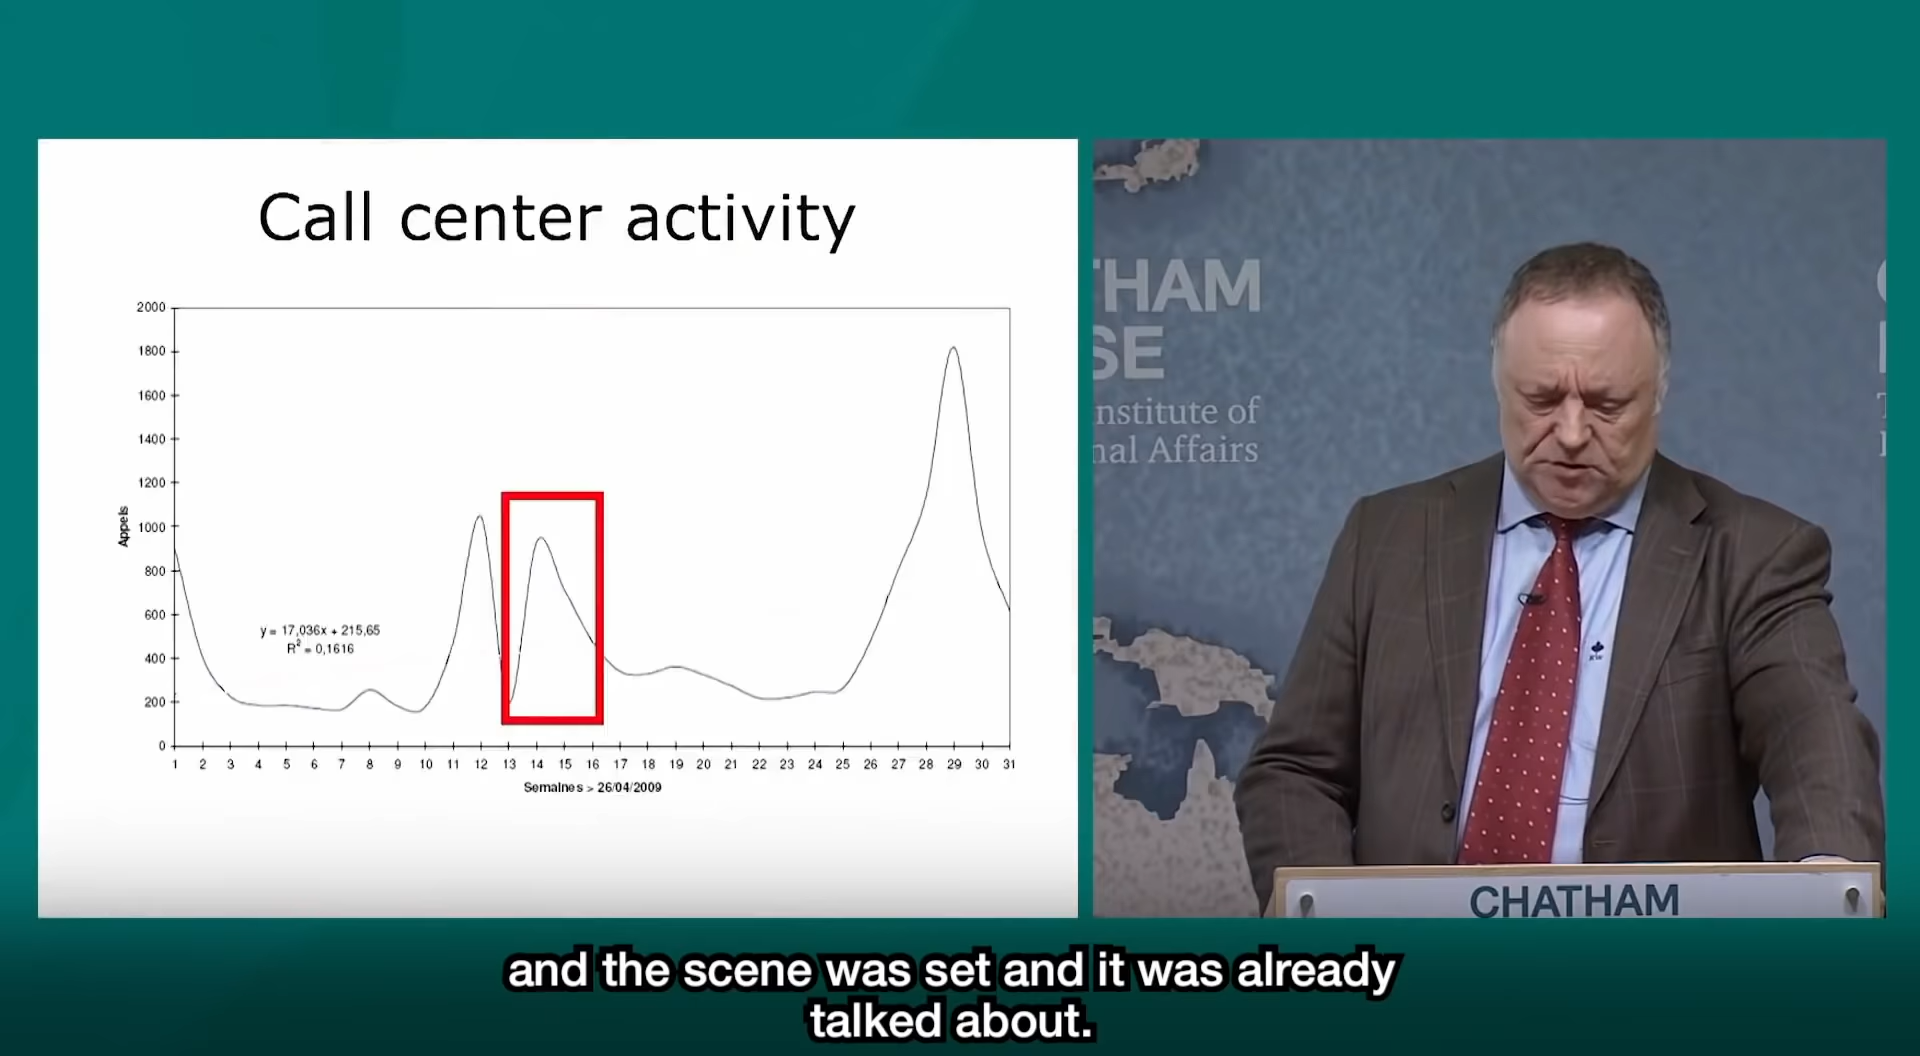 Call center activity
2000
1800
1600
1400
1200
1000
800
600
400
200
0
Appels
y = 17,036x + 215,65
R² = 0,1616
1 2 3 4 5 6 7 8 9 10 11 12 13 14 15 16 17 18 19 20 21 22 23 24 25 26 27 28 29 30 31
Semaines > 26/04/2009
THAM
SE
nstitute of
nal Affairs
CHATHAM
and the scene was set and it was already
talked about.